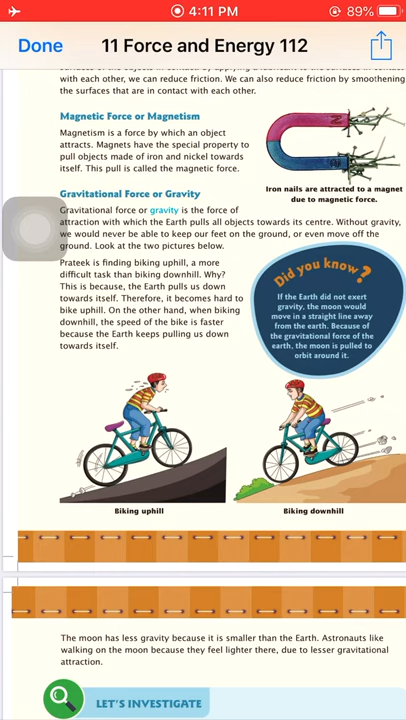 4:11 PM
89%
Done
11 Force and Energy 112
with each other, we can reduce friction. We can also reduce friction by smoothening
the surfaces that are in contact with each other.
Magnetic Force or Magnetism
Magnetism is a force by which an object
attracts. Magnets have the special property to
pull objects made of iron and nickel towards
itself. This pull is called the magnetic force.
N
Iron nails are attracted to a magnet
due to magnetic force.
Gravitational Force or Gravity
Gravitational force or gravity is the force of
attraction with which the Earth pulls all objects towards its centre. Without gravity,
we would never be able to keep our feet on the ground, or even move off the
ground. Look at the two pictures below.
Prateek is finding biking uphill, a more
difficult task than biking downhill. Why?
This is because, the Earth pulls us down
towards itself. Therefore, it becomes hard to
bike uphill. On the other hand, when biking
downhill, the speed of the bike is faster
because the Earth keeps pulling us down
towards itself.
Did you know?
If the Earth did not exert
gravity, the moon would
move in a straight line away
from the earth. Because of
the gravitational force of the
earth, the moon is pulled to
orbit around it.
Biking uphill
Biking downhill
The moon has less gravity because it is smaller than the Earth. Astronauts like
walking on the moon because they feel lighter there, due to lesser gravitational
attraction.
LET'S INVESTIGATE